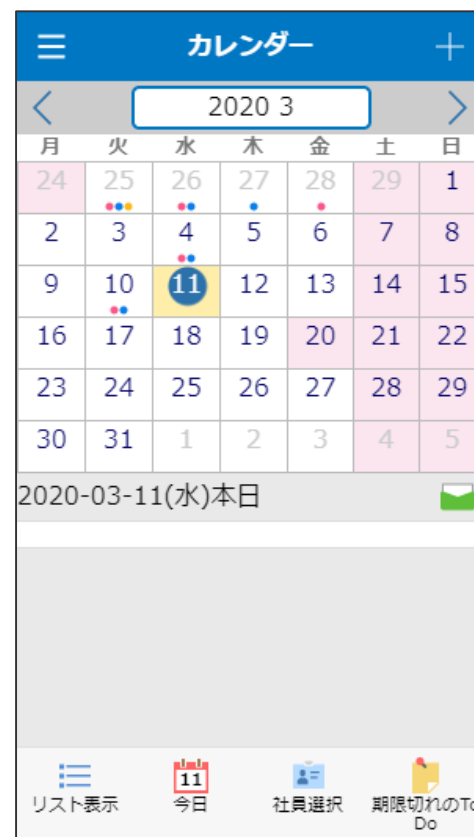 カレンダー
2020 3
月 火 水 木 金 土 日
24 25 26 27 28 29 1
2 3 4 5 6 7 8
9 10 11 12 13 14 15
16 17 18 19 20 21 22
23 24 25 26 27 28 29
30 31 1 2 3 4 5
2020-03-11(水)本日
11
リスト表示 今日 社員選択 期限切れのTo
Do